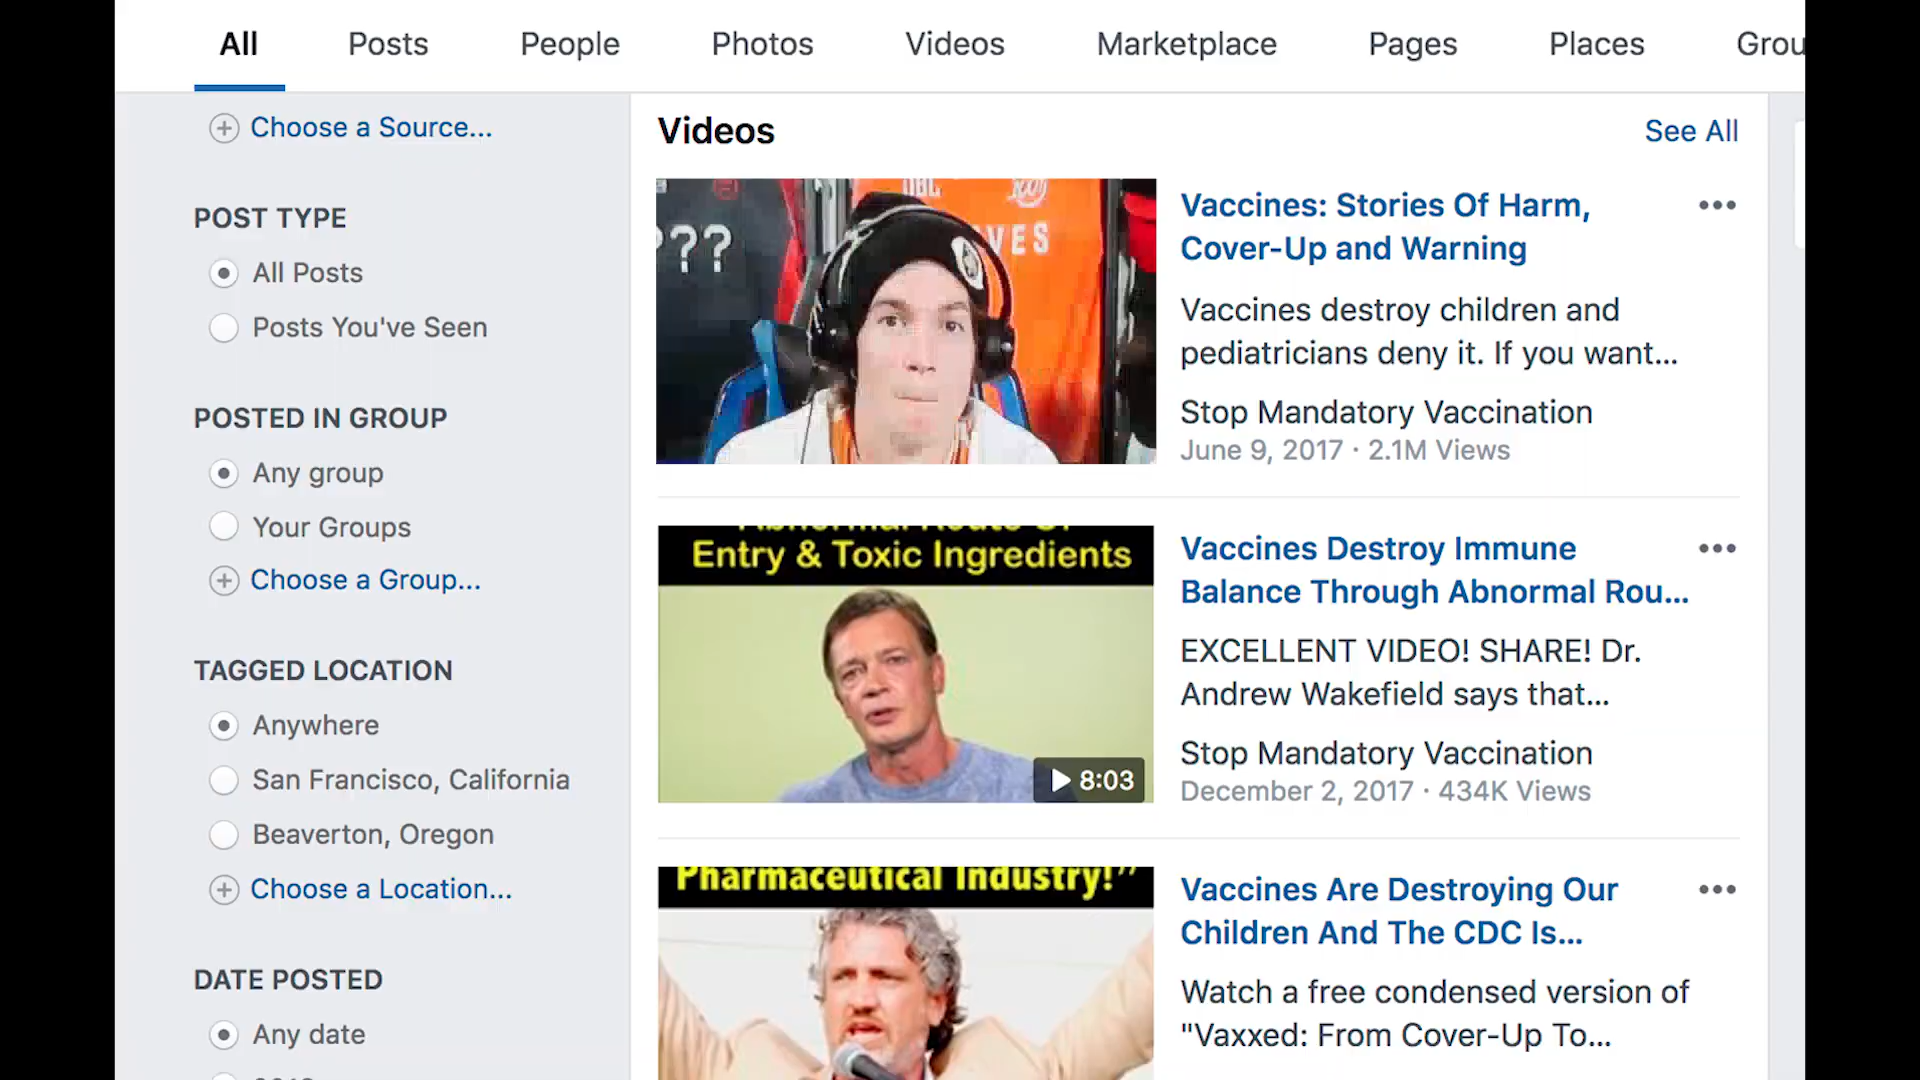 All
Posts
People
Photos
Videos
Marketplace
Pages
Places
Grou
Choose a Source...
POST TYPE
All Posts
Posts You've Seen
POSTED IN GROUP
Any group
Your Groups
Choose a Group...
TAGGED LOCATION
Anywhere
San Francisco, California
Beaverton, Oregon
Choose a Location...
DATE POSTED
Any date
Videos
See All
???
VES
Vaccines: Stories Of Harm,
Cover-Up and Warning
Vaccines destroy children and
pediatricians deny it. If you want...
Stop Mandatory Vaccination
June 9, 2017 · 2.1M Views
Entry & Toxic Ingredients
8:03
Vaccines Destroy Immune
Balance Through Abnormal Rou...
EXCELLENT VIDEO! SHARE! Dr.
Andrew Wakefield says that...
Stop Mandatory Vaccination
December 2, 2017 · 434K Views
Pharmaceutical Industry!”
Vaccines Are Destroying Our
Children And The CDC Is...
Watch a free condensed version of
"Vaxxed: From Cover-Up To...